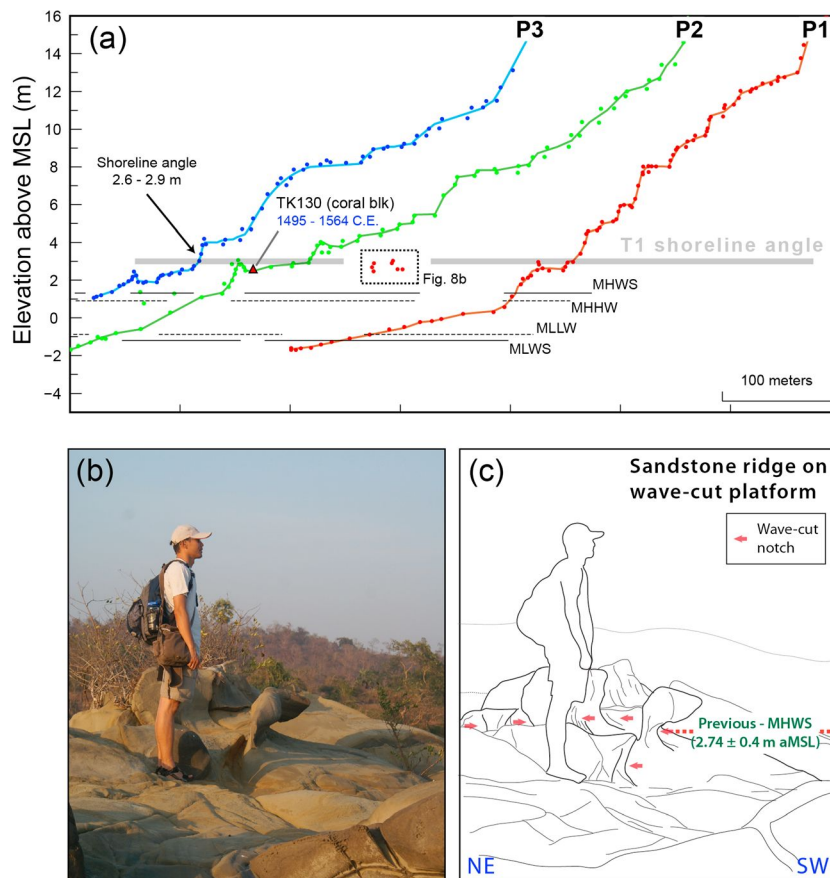 (a)
P3
P2
P1
16
14
12
10
8
6
4
2
0
−2
−4
Elevation above MSL (m)
Shoreline angle
2.6 - 2.9 m
TK130 (coral blk)
1495 - 1564 C.E.
T1 shoreline angle
Fig. 8b
MHWS
MHHW
MLLW
MLWS
100 meters
(b)
(c)
Sandstone ridge on
wave-cut platform
Wave-cut
notch
Previous - MHWS
(2.74 ± 0.4 m aMSL)
NE
SW